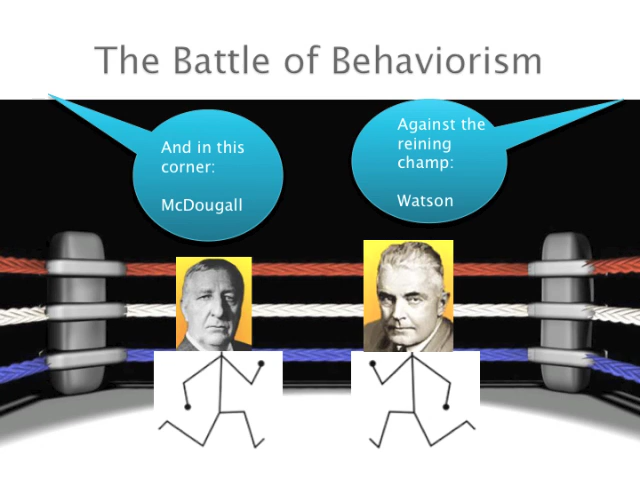 The Battle of Behaviorism
And in this
corner:
McDougall
Against the
reining
champ:
Watson